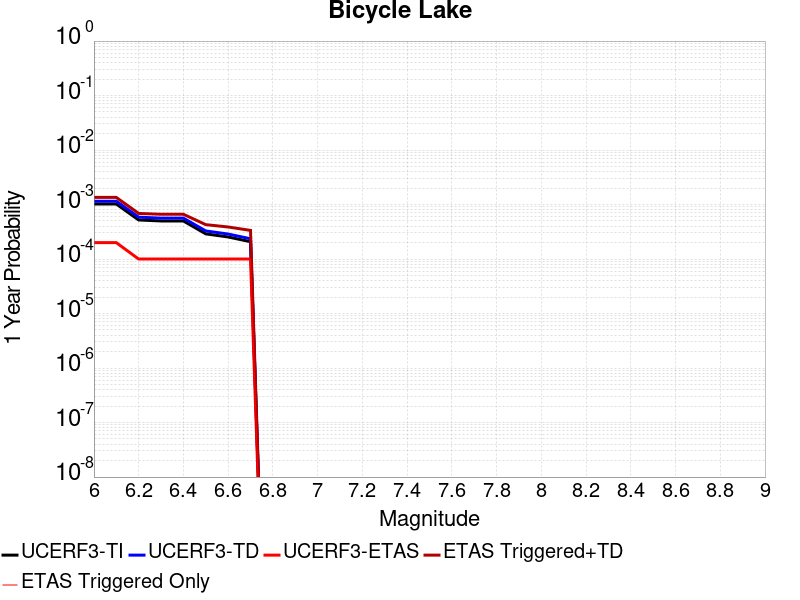 Bicycle Lake
10^0
10^-1
10^-2
10^-3
10^-4
10^-5
10^-6
10^-7
10^-8
1 Year Probability
6 6.2 6.4 6.6 6.8 7 7.2 7.4 7.6 7.8 8 8.2 8.4 8.6 8.8 9
Magnitude
UCERF3-TI UCERF3-TD UCERF3-ETAS ETAS Triggered+TD
ETAS Triggered Only